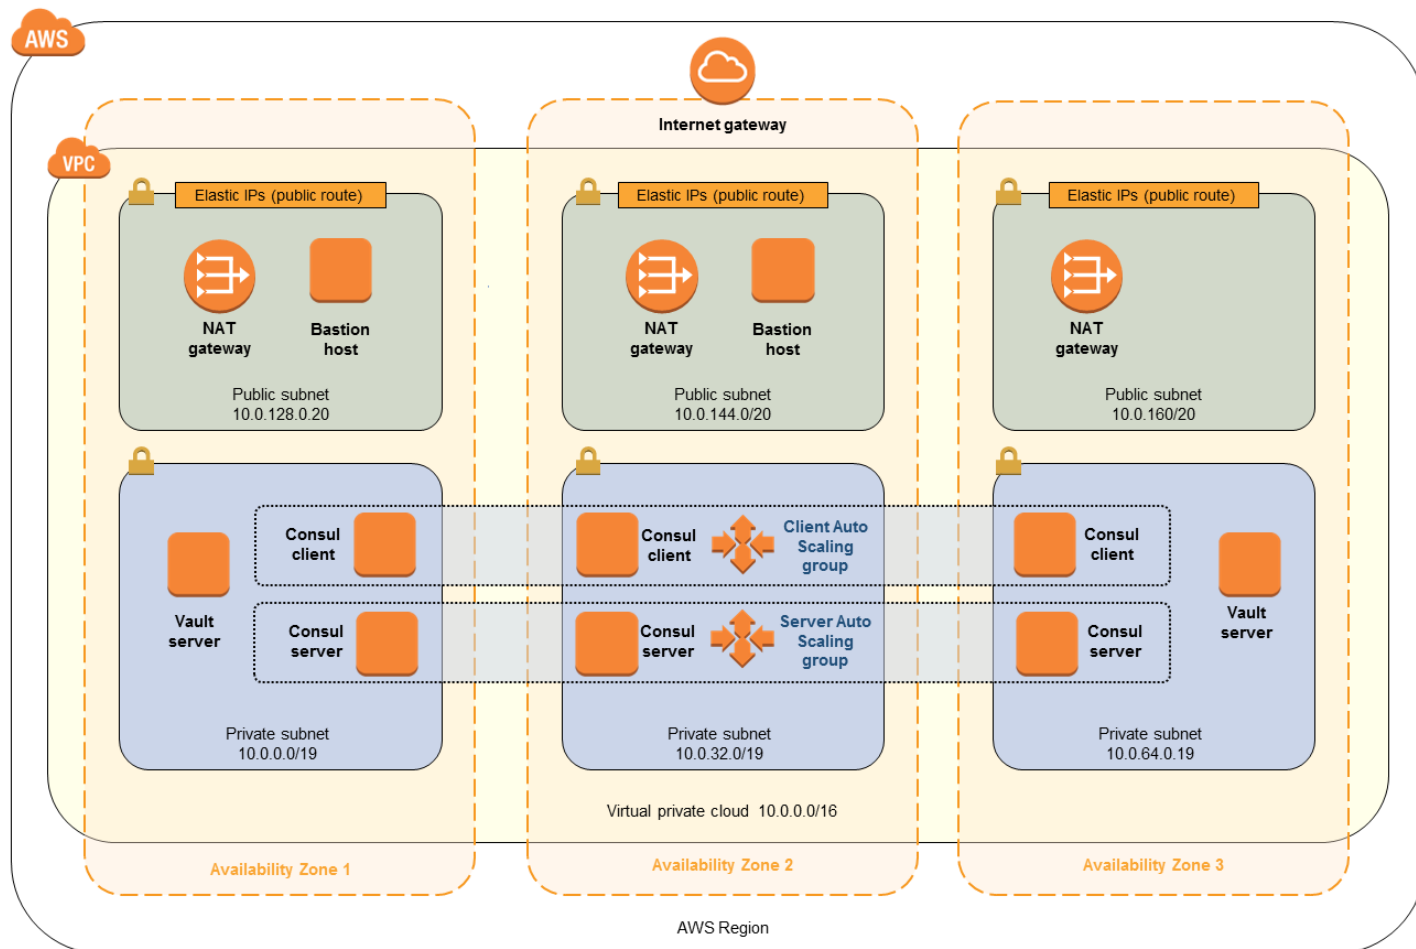 AWS
Internet gateway
VPC
Elastic IPs (public route)
Elastic IPs (public route)
Elastic IPs (public route)
NAT
gateway
Bastion
host
NAT
gateway
Bastion
host
NAT
gateway
Public subnet
10.0.128.0.20
Public subnet
10.0.144.0/20
Public subnet
10.0.160/20
Vault
server
Consul
client
Consul
client
Client Auto
Scaling
group
Consul
client
Consul
server
Consul
server
Server Auto
Scaling
group
Consul
server
Vault
server
Private subnet
10.0.0.0/19
Private subnet
10.0.32.0/19
Private subnet
10.0.64.0.19
Virtual private cloud 10.0.0.0/16
Availability Zone 1
Availability Zone 2
Availability Zone 3
AWS Region